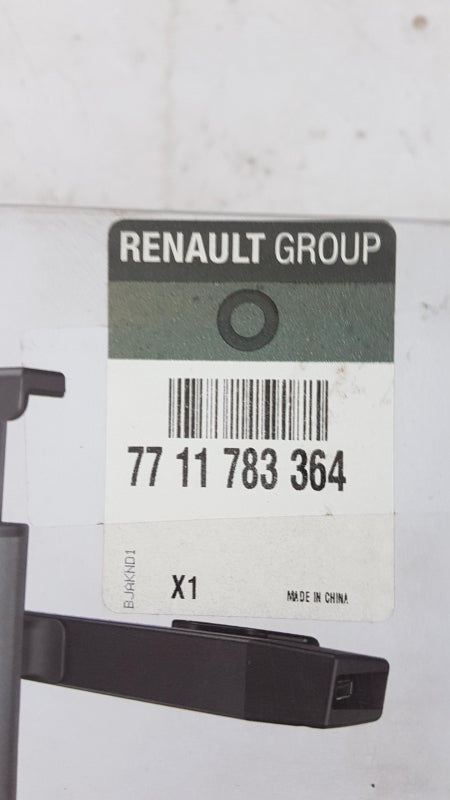 RENAULT GROUP
77 11 783 364
BJAKND1
X1
MADE IN CHINA